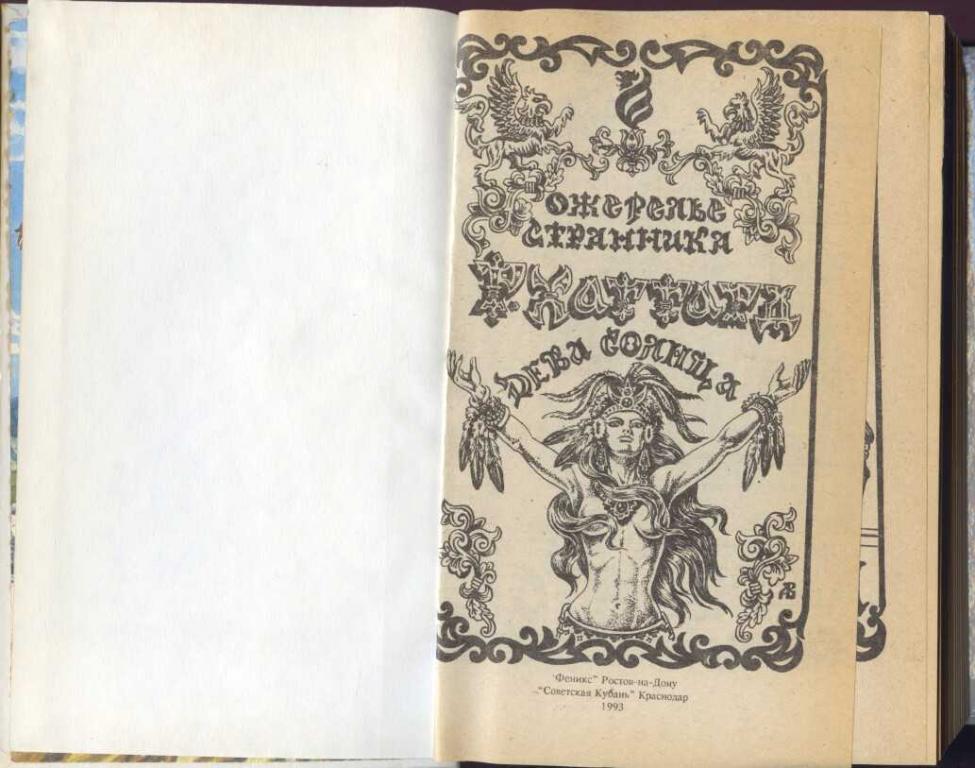 ОЖЕРЕЛЬЕ
СТРАННИКА
Р. ХАГГАРД
ДЕВА СОЛНЦА
"Феникс" Ростов-на-Дону
"Советская Кубань" Краснодар
1993